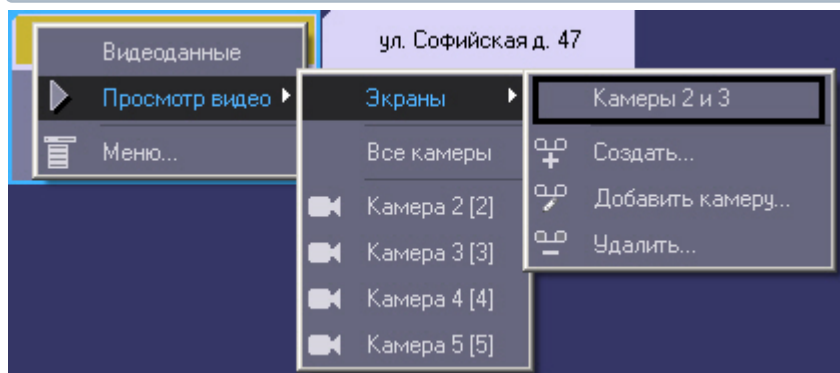 ул. Софийская д. 47
Видеоданные
Просмотр видео
Меню...
Экраны
Все камеры
Камера 2 [2]
Камера 3 [3]
Камера 4 [4]
Камера 5 [5]
Камеры 2 и 3
Создать...
Добавить камеру...
Удалить...